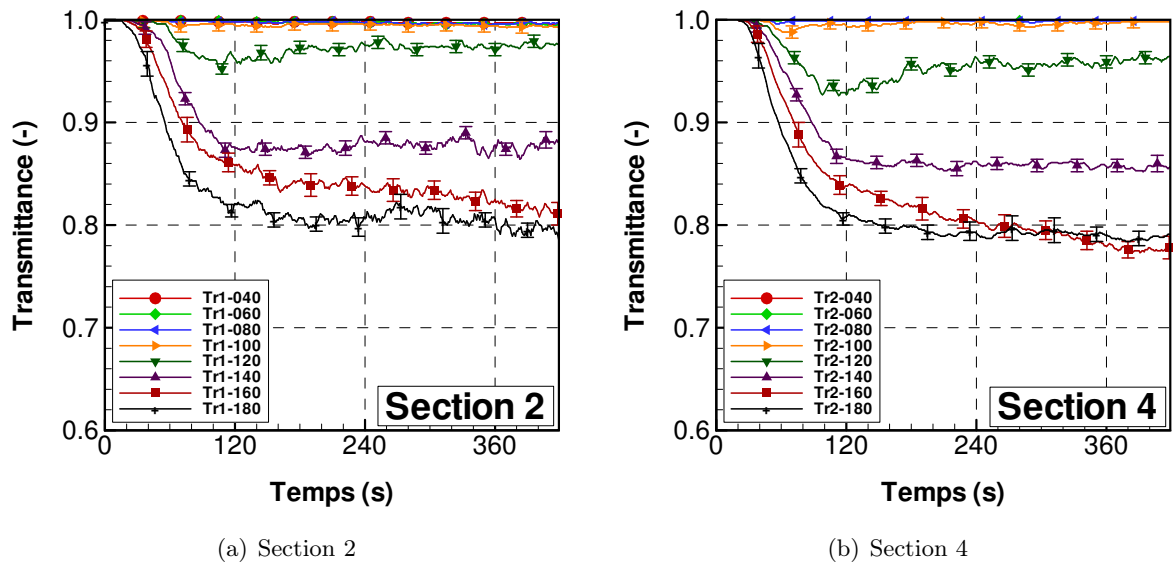 Transmittance (-)
1.0
0.9
0.8
0.7
0.6
0
120
240
360
Temps (s)
Tr1-040
Tr1-060
Tr1-080
Tr1-100
Tr1-120
Tr1-140
Tr1-160
Tr1-180
Section 2
(a) Section 2
Transmittance (-)
1.0
0.9
0.8
0.7
0.6
0
120
240
360
Temps (s)
Tr2-040
Tr2-060
Tr2-080
Tr2-100
Tr2-120
Tr2-140
Tr2-160
Tr2-180
Section 4
(b) Section 4